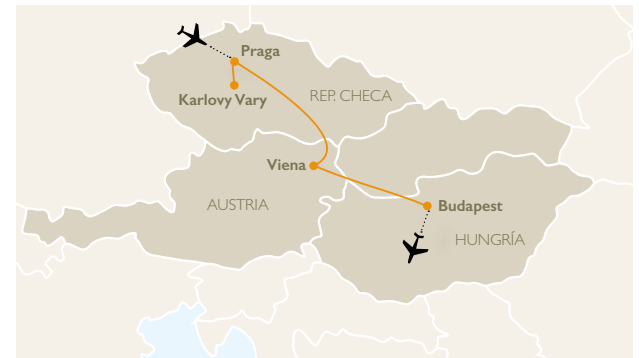 Praga
Karlovy Vary
REP. CHECA
Viena
AUSTRIA
Budapest
HUNGRÍA